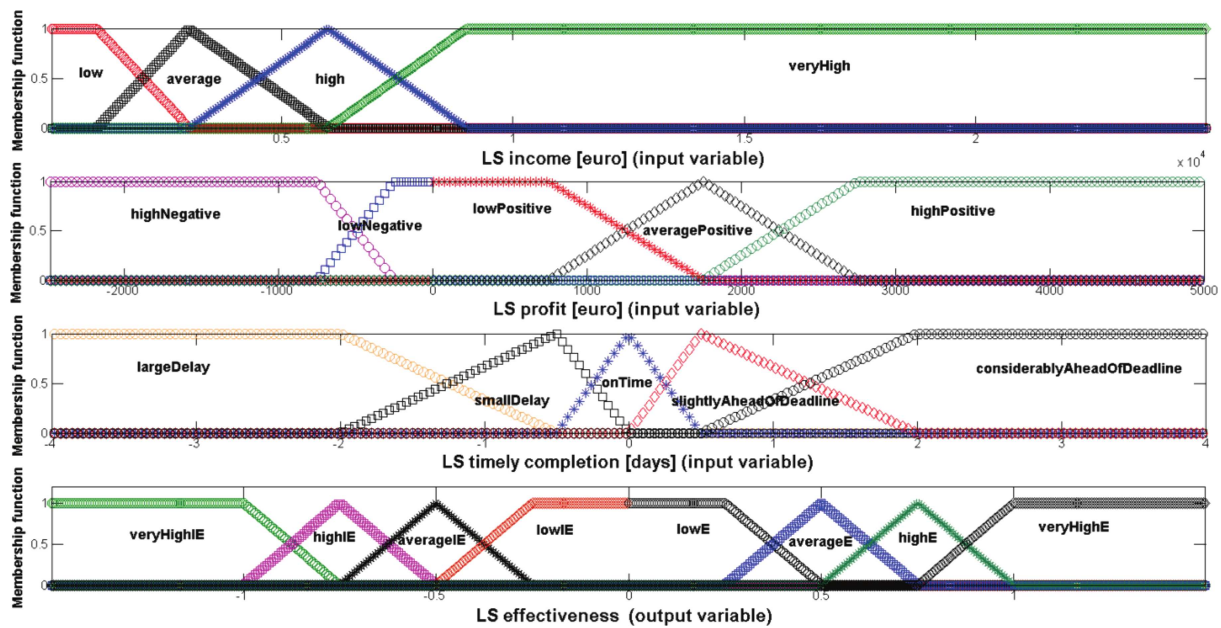 Membership function
1
0.5
0
low
average
high
veryHigh
0.5
1
1.5
2
x 10⁴
LS income [euro] (input variable)
Membership function
1
0.5
0
highNegative
lowNegative
lowPositive
averagePositive
highPositive
-2000
-1000
0
1000
2000
3000
4000
5000
LS profit [euro] (input variable)
Membership function
1
0.5
0
largeDelay
smallDelay
onTime
slightlyAheadOfDeadline
considerablyAheadOfDeadline
-4
-3
-2
-1
0
1
2
3
4
LS timely completion [days] (input variable)
Membership function
1
0.5
0
veryHighIE
highIE
averageIE
lowIE
lowE
averageE
highE
veryHighE
-1
-0.5
0
0.5
1
LS effectiveness (output variable)